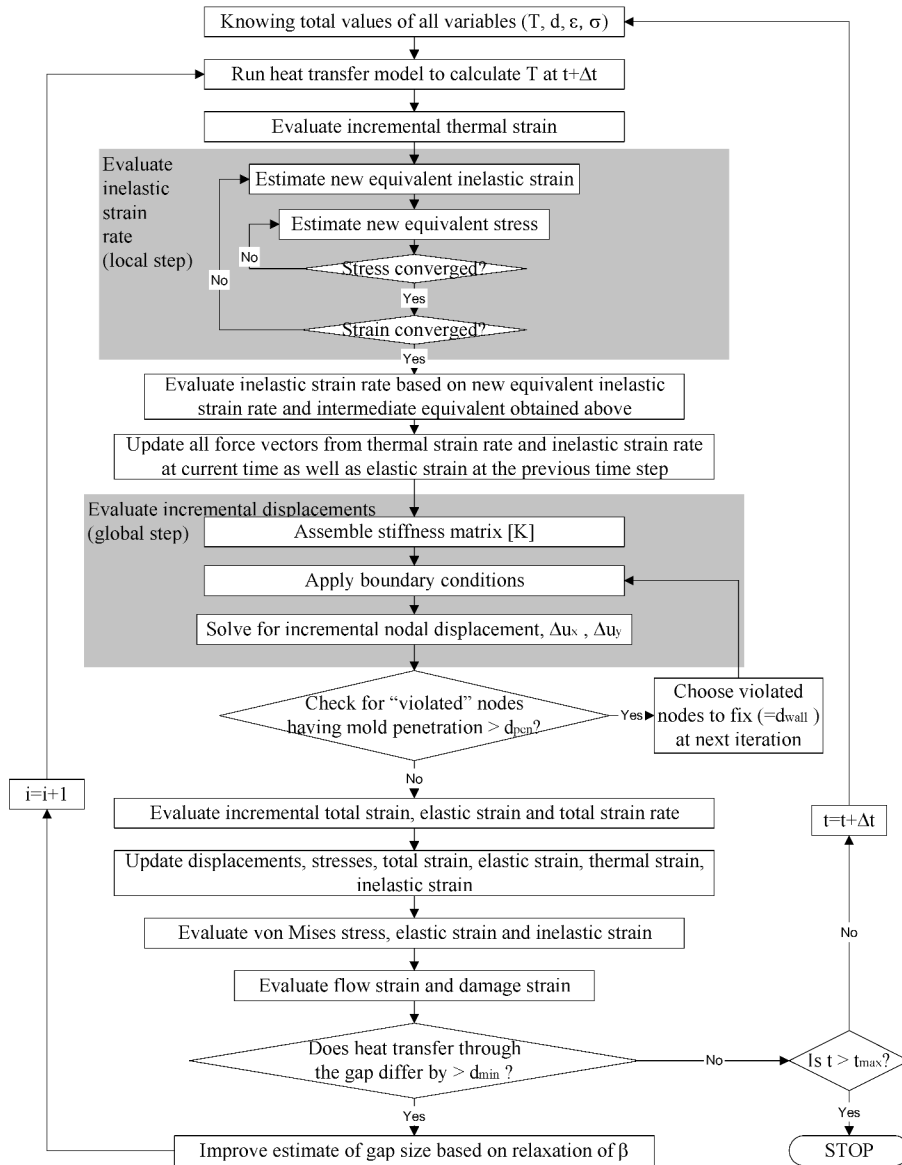 Knowing total values of all variables (T, d, ε, σ)
Run heat transfer model to calculate T at t+Δt
Evaluate incremental thermal strain
Evaluate
inelastic
strain
rate
(local step)
Estimate new equivalent inelastic strain
Estimate new equivalent stress
No
No
Stress converged?
Yes
Strain converged?
Yes
Evaluate inelastic strain rate based on new equivalent inelastic
strain rate and intermediate equivalent obtained above
Update all force vectors from thermal strain rate and inelastic strain rate
at current time as well as elastic strain at the previous time step
Evaluate incremental displacements
(global step)
Assemble stiffness matrix [K]
Apply boundary conditions
Solve for incremental nodal displacement, Δux , Δuy
Check for “violated” nodes
having mold penetration > dpen?
Yes
Choose violated
nodes to fix (=dwall )
at next iteration
No
i=i+1
Evaluate incremental total strain, elastic strain and total strain rate
t=t+Δt
Update displacements, stresses, total strain, elastic strain, thermal strain,
inelastic strain
Evaluate von Mises stress, elastic strain and inelastic strain
No
Evaluate flow strain and damage strain
Does heat transfer through
the gap differ by > dmin ?
No
Is t > tmax?
Yes
Yes
Improve estimate of gap size based on relaxation of β
STOP